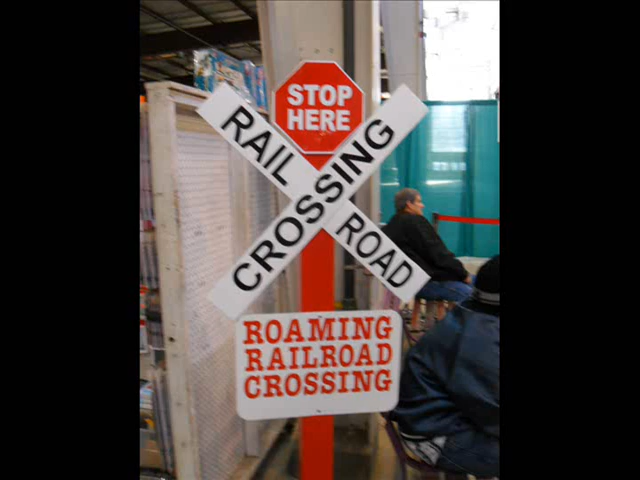 STOP
HERE
RAIL ROAD
CROSSING
ROAMING
RAILROAD
CROSSING